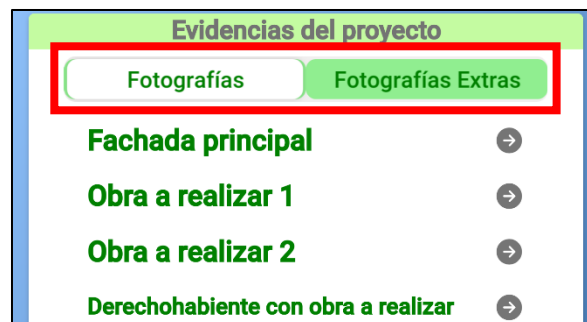 Evidencias del proyecto
Fotografías Fotografías Extras
Fachada principal
Obra a realizar 1
Obra a realizar 2
Derechohabiente con obra a realizar